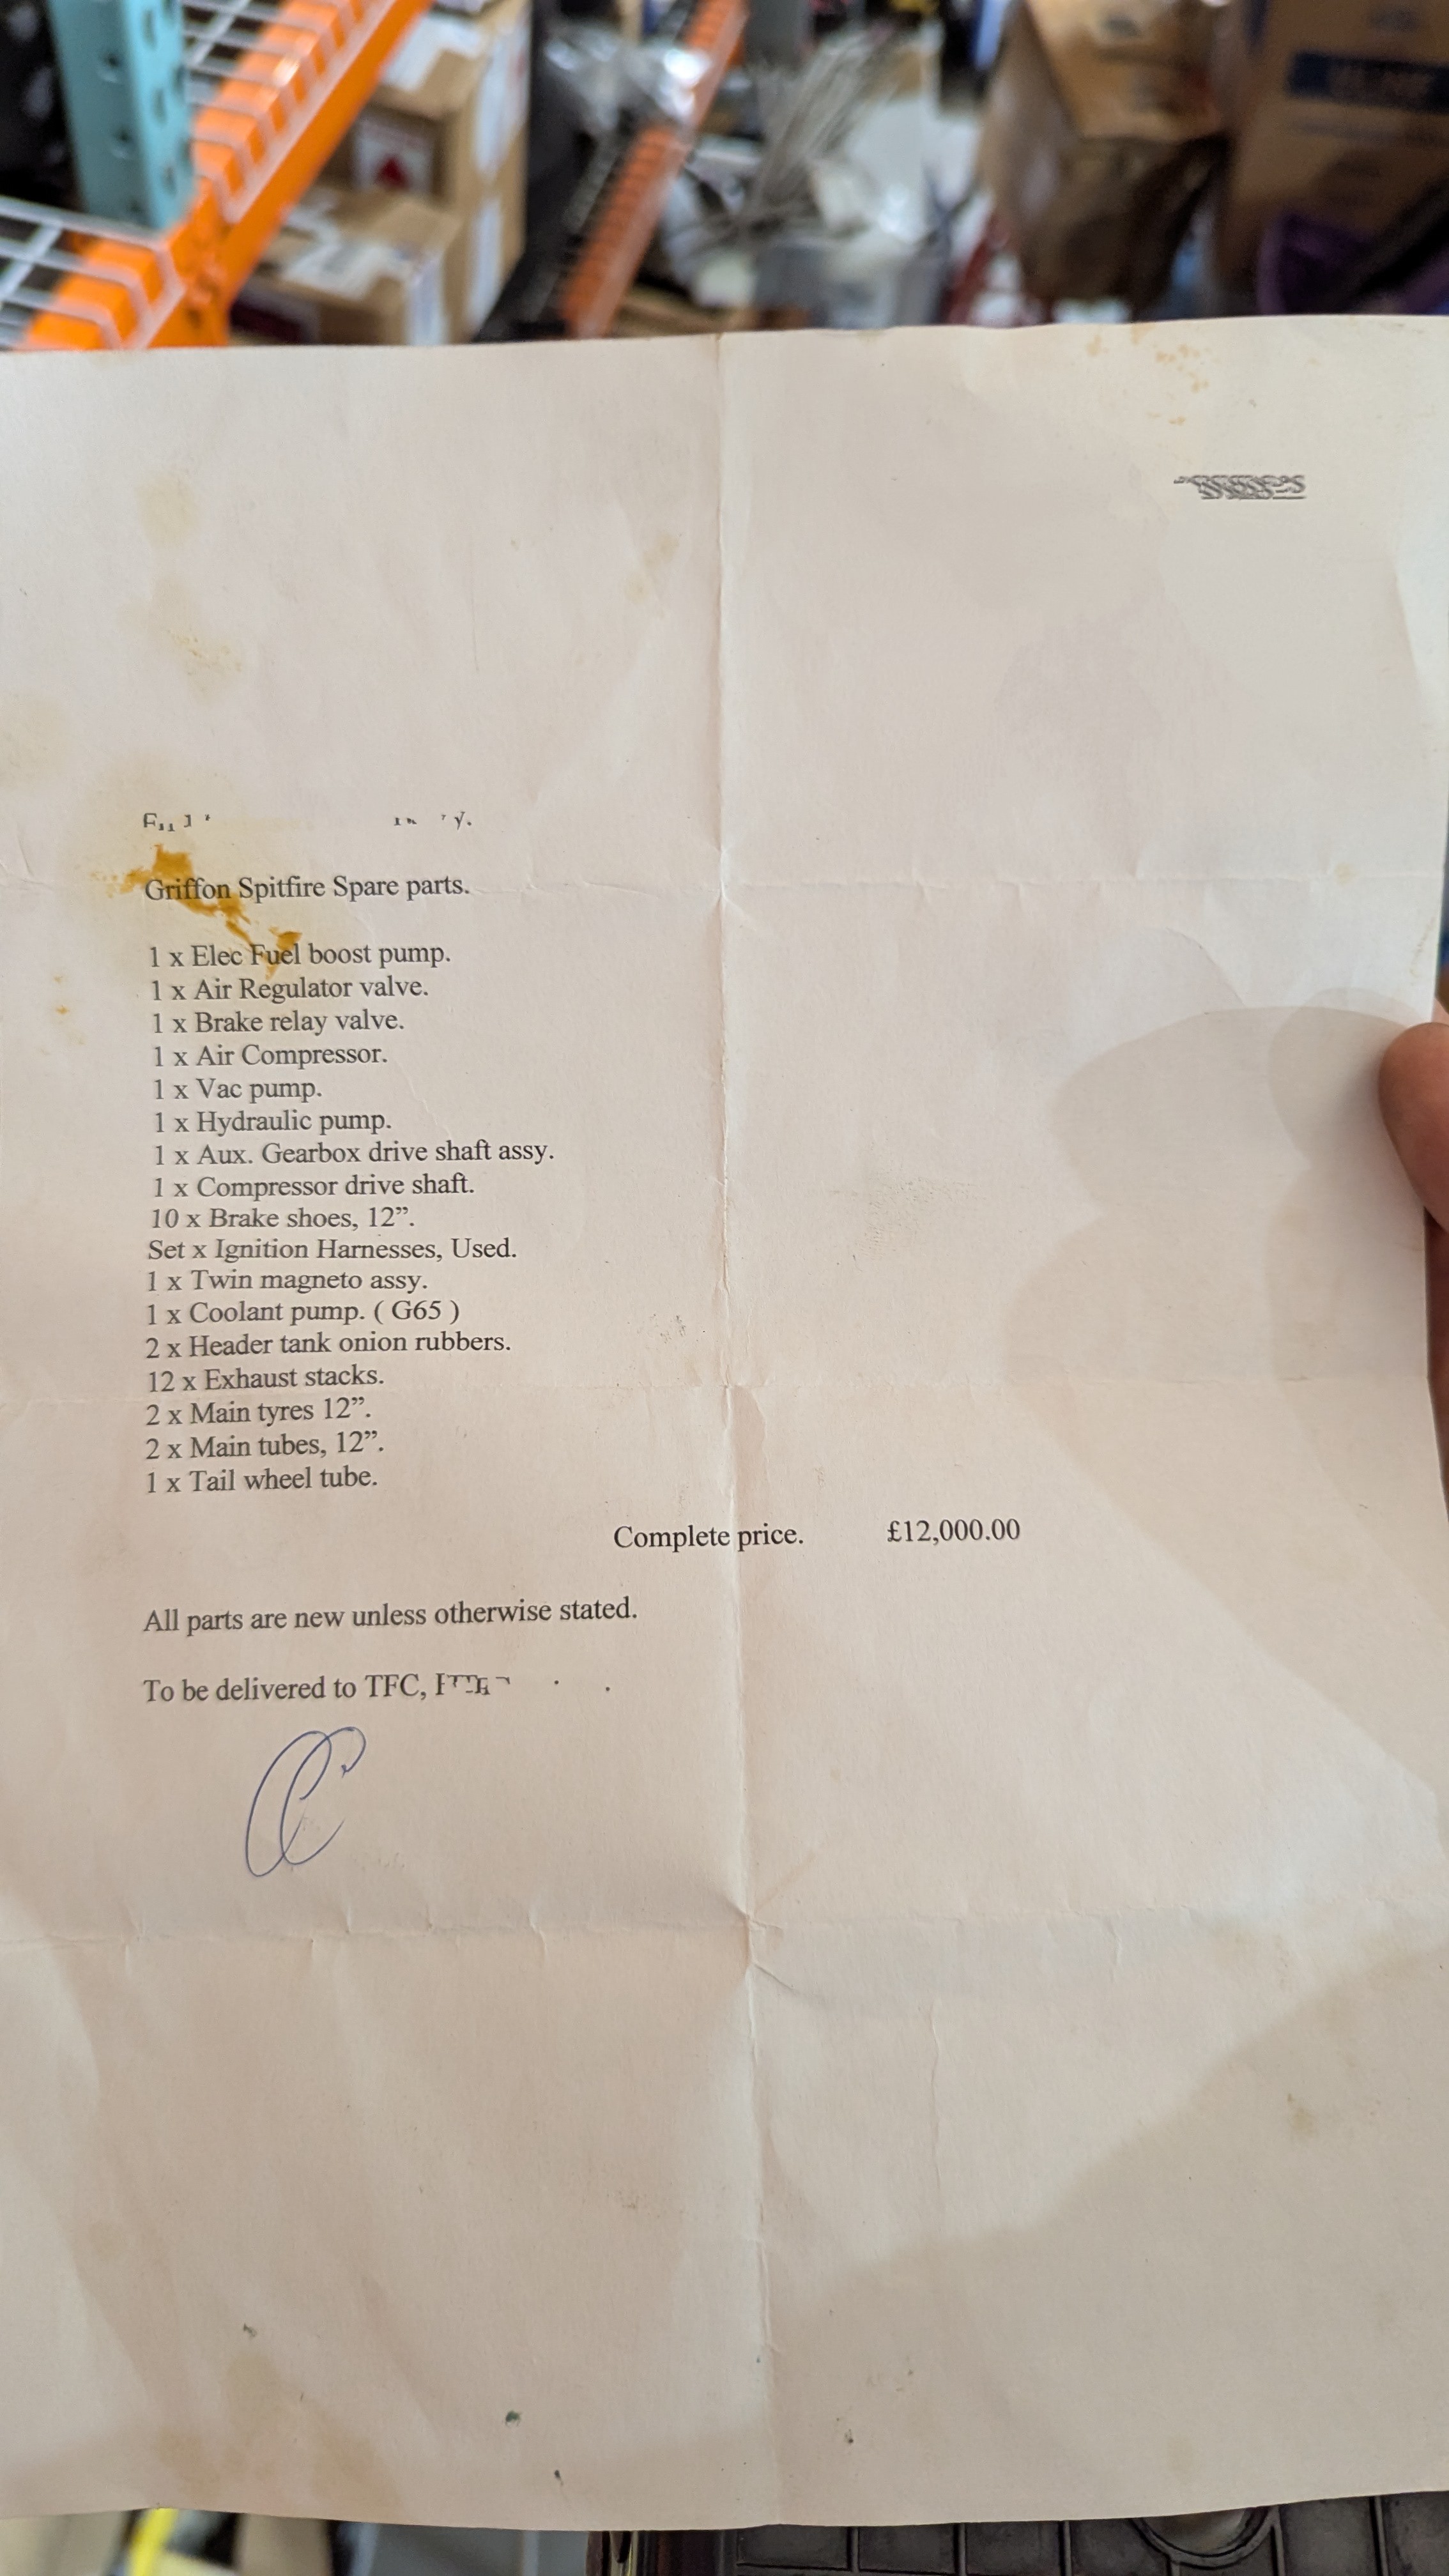 Griffon Spitfire Spare parts.
1 x Elec Fuel boost pump.
1 x Air Regulator valve.
1 x Brake relay valve.
1 x Air Compressor.
1 x Vac pump.
1 x Hydraulic pump.
1 x Aux. Gearbox drive shaft assy.
1 x Compressor drive shaft.
10 x Brake shoes, 12”.
Set x Ignition Harnesses, Used.
1 x Twin magneto assy.
1 x Coolant pump. ( G65 )
2 x Header tank onion rubbers.
12 x Exhaust stacks.
2 x Main tyres 12”.
2 x Main tubes, 12”.
1 x Tail wheel tube.
Complete price. £12,000.00
All parts are new unless otherwise stated.
To be delivered to TFC,